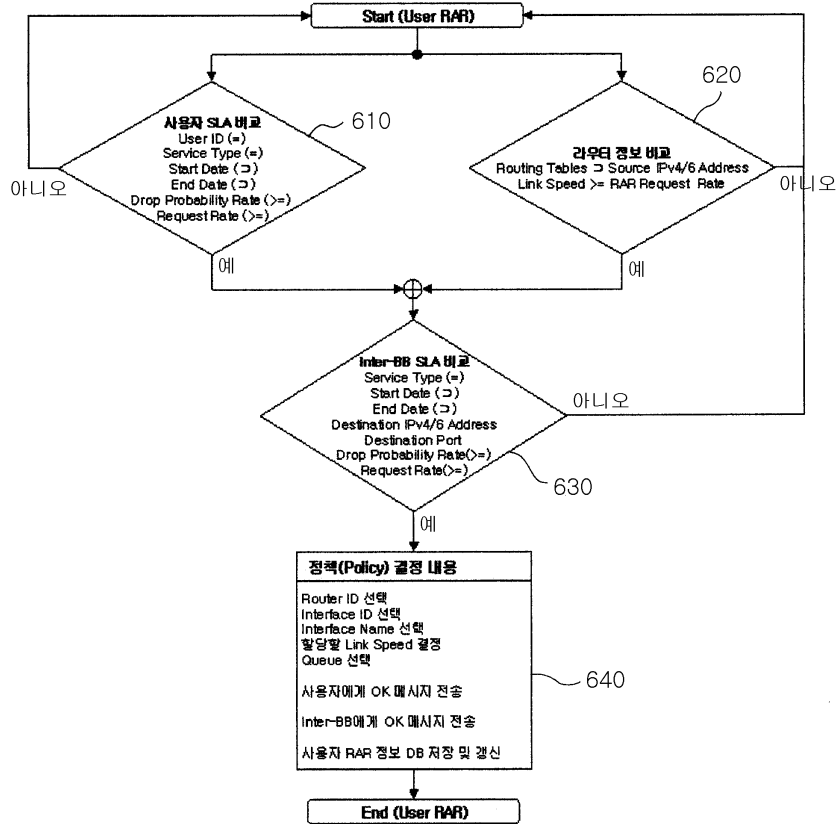 Start (User RAR)
사용자 SLA 비교
User ID (=)
Service Type (=)
Start Date (⊃)
End Date (⊃)
Drop Probability Rate (>=)
Request Rate (>=)
610
아니오
예
라우터 정보 비교
Routing Tables ⊃ Source IPv4/6 Address
Link Speed >= RAR Request Rate
620
아니오
예
Inter-BB SLA 비교
Service Type (=)
Start Date (⊃)
End Date (⊃)
Destination IPv4/6 Address
Destination Port
Drop Probability Rate(>=)
Request Rate(>=)
630
아니오
예
정책(Policy) 결정 내용
Router ID 선택
Interface ID 선택
Interface Name 선택
할당할 Link Speed 결정
Queue 선택
사용자에게 OK 메시지 전송
Inter-BB에게 OK 메시지 전송
사용자 RAR 정보 DB 저장 및 갱신
640
End (User RAR)